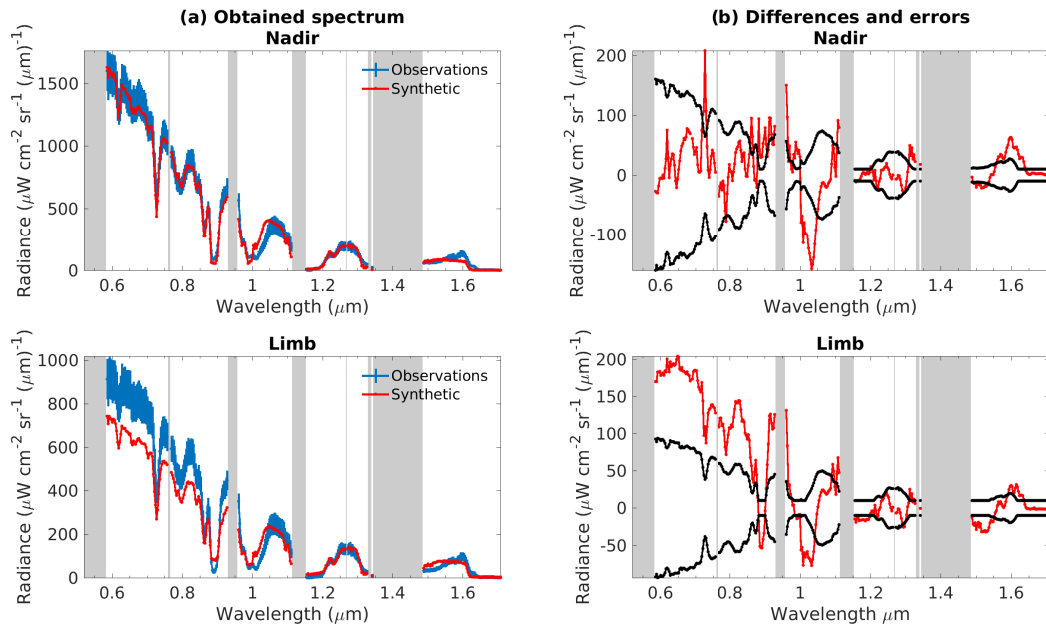 (a) Obtained spectrum
Nadir
Radiance (μW cm-2 sr-1 (μm)-1)
1500
1000
500
0
Observations
Synthetic
0.6 0.8 1 1.2 1.4 1.6
Wavelength (μm)
(b) Differences and errors
Nadir
Radiance (μW cm-2 sr-1 (μm)-1)
200
100
0
-100
0.6 0.8 1 1.2 1.4 1.6
Wavelength (μm)
Limb
Radiance (μW cm-2 sr-1 (μm)-1)
1000
800
600
400
200
0
Observations
Synthetic
0.6 0.8 1 1.2 1.4 1.6
Wavelength (μm)
Limb
Radiance (μW cm-2 sr-1 (μm)-1)
200
150
100
50
0
-50
0.6 0.8 1 1.2 1.4 1.6
Wavelength μm